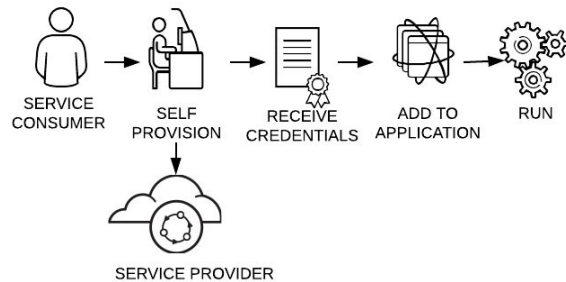 SERVICE
CONSUMER
SELF
PROVISION
RECEIVE
CREDENTIALS
ADD TO
APPLICATION
RUN
SERVICE PROVIDER